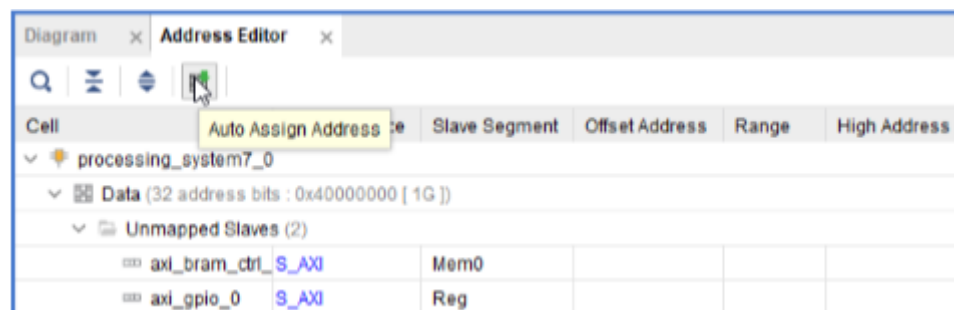 Diagram Address Editor
Auto Assign Address
Cell Slave Segment Offset Address Range High Address
processing_system7_0
Data (32 address bits : 0x40000000 [ 1G ])
Unmapped Slaves (2)
axi_bram_ctrl_ S_AXI Mem0
axi_gpio_0 S_AXI Reg